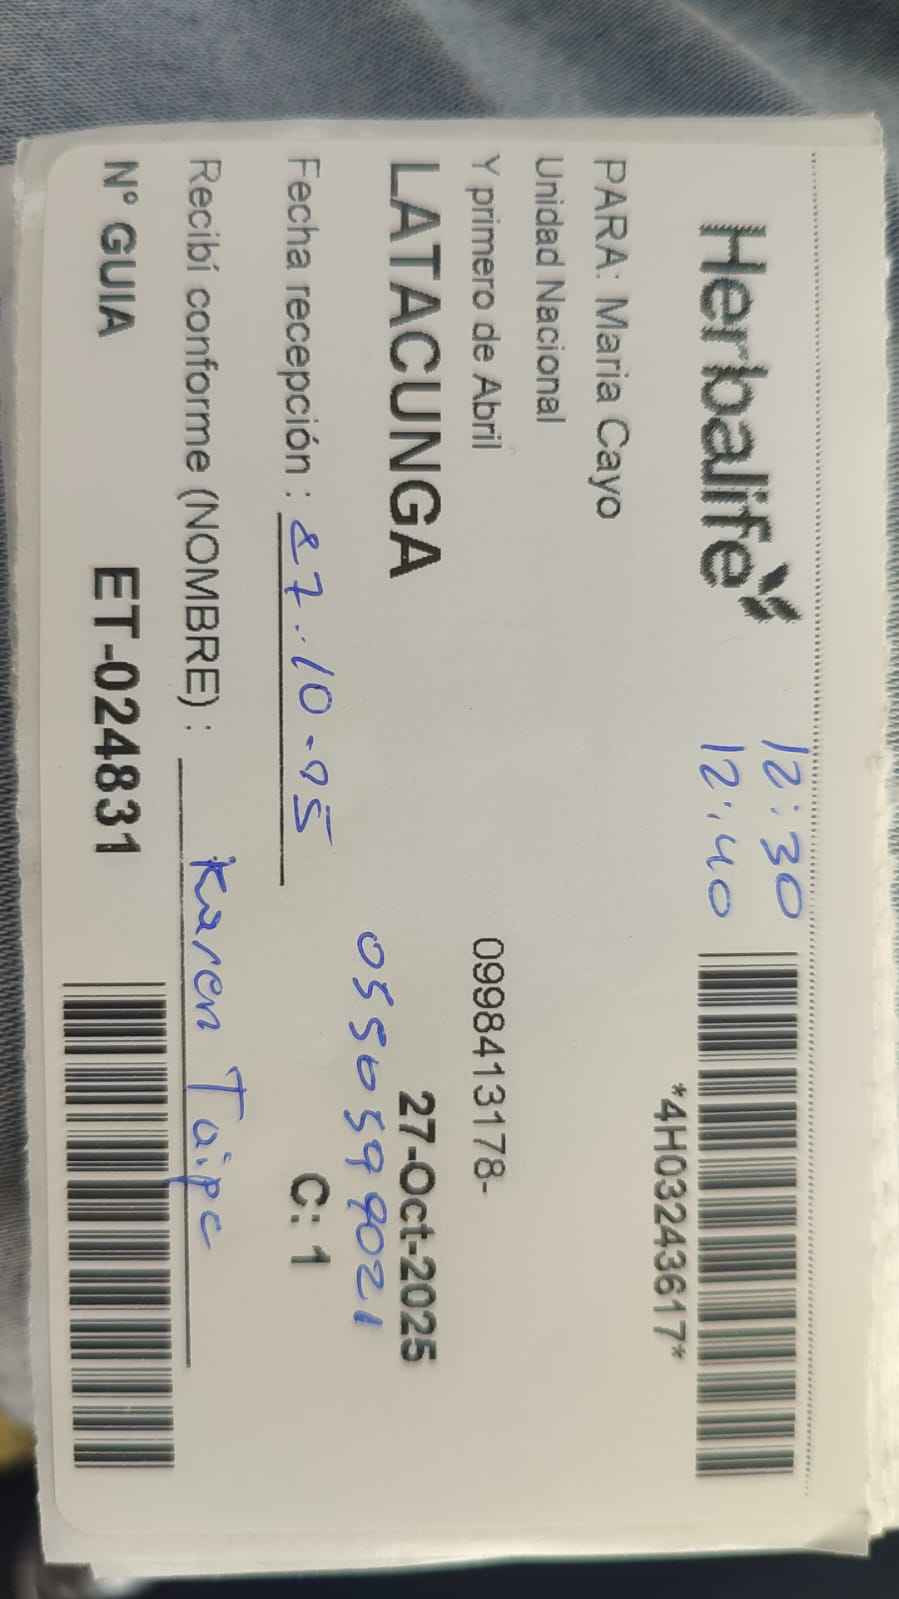 Herbalife
12:30
12:40
*4H03243617*
PARA: Maria Cayo
Unidad Nacional
Y primero de Abril
0998413178-
LATACUNGA
27-Oct-2025
0550599021
Fecha recepción : 27-10-25
C: 1
Recibí conforme (NOMBRE) : Karen Taipe
N° GUIA
ET-024831